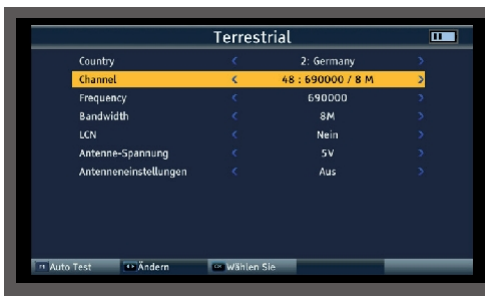 Terrestrial
Country < 2: Germany >
Channel < 48 : 690000 / 8 M >
Frequency < 690000 >
Bandwidth < 8M >
LCN < Nein >
Antenne-Spannung < 5V >
Antenneneinstellungen < Aus >
Auto Test Ändern Wählen Sie